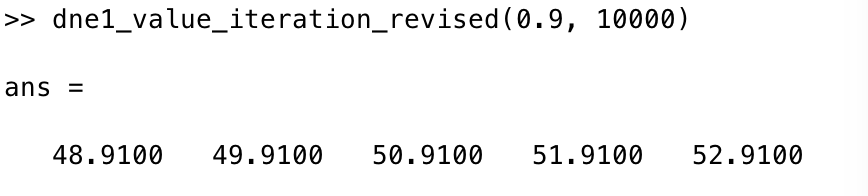 >> dne1_value_iteration_revised(0.9, 10000)
ans =
48.9100 49.9100 50.9100 51.9100 52.9100